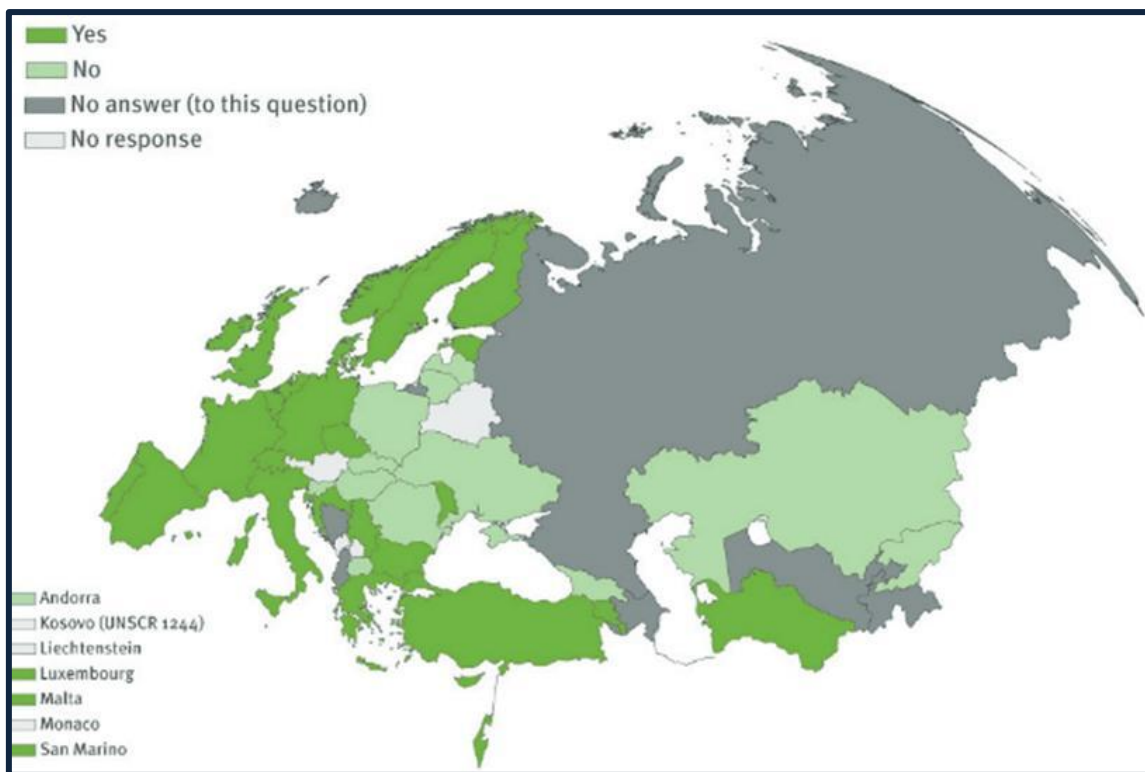 Yes
No
No answer (to this question)
No response
Andorra
Kosovo (UNSCR 1244)
Liechtenstein
Luxembourg
Malta
Monaco
San Marino